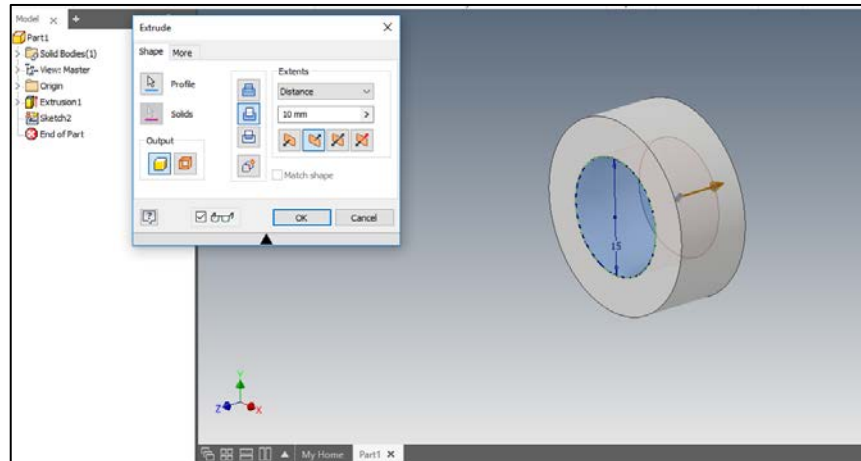 Model
Part1
Solid Bodies(1)
View: Master
Origin
Extrusion1
Sketch2
End of Part
Extrude
Shape
More
Profile
Solids
Output
Extents
Distance
10 mm
Match shape
OK
Cancel
15
Y
Z
X
My Home
Part1